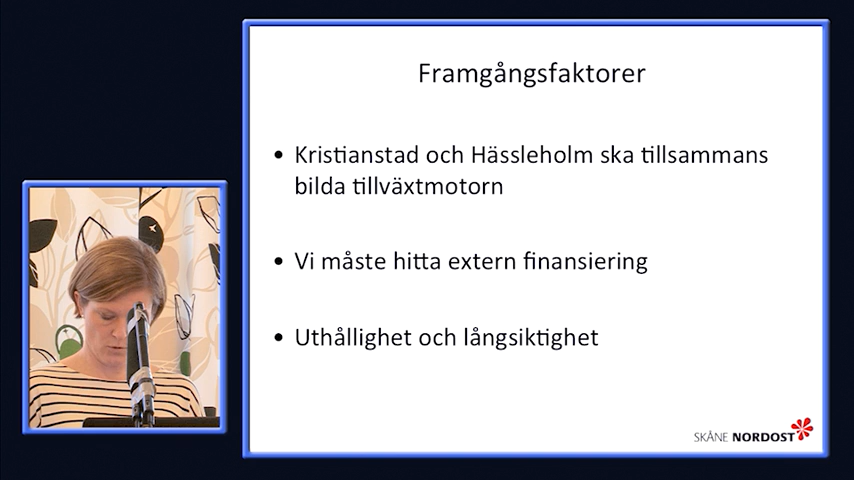 Framgångsfaktorer
• Kristianstad och Hässleholm ska tillsammans
bilda tillväxtmotorn
• Vi måste hitta extern finansiering
• Uthållighet och långsiktighet
SKÅNE NORDOST